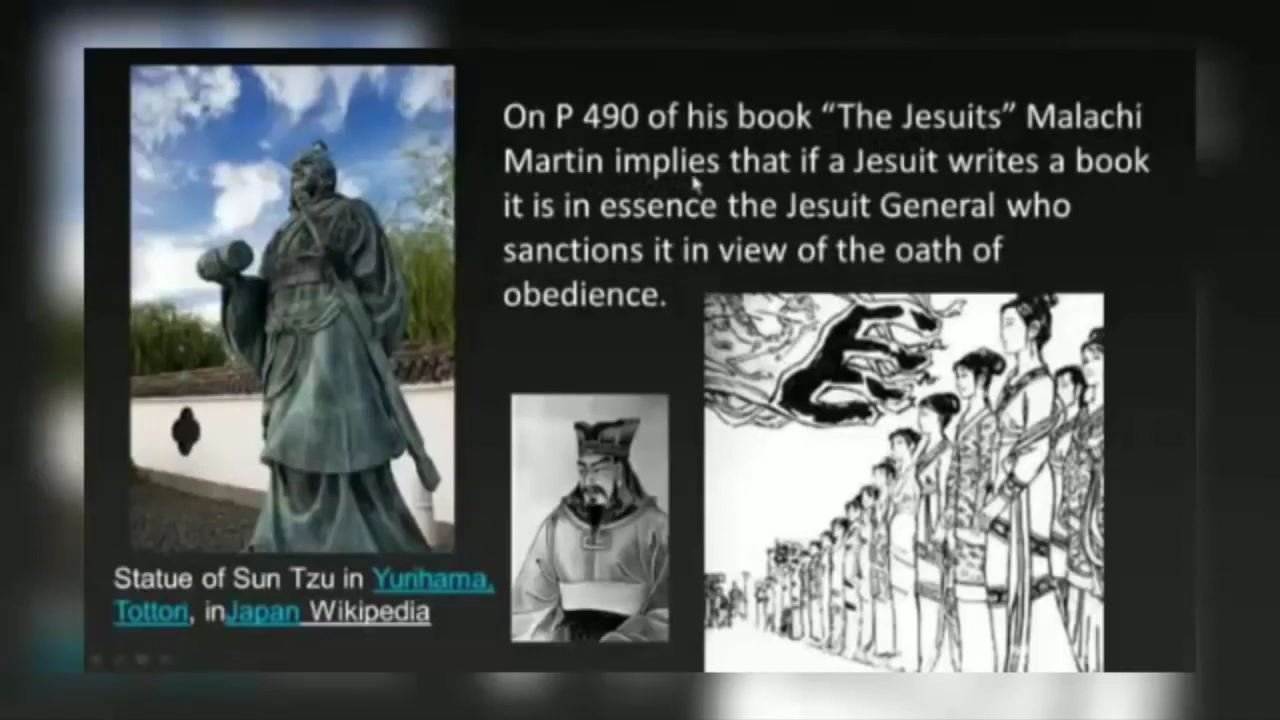 On P 490 of his book “The Jesuits” Malachi
Martin implies that if a Jesuit writes a book
it is in essence the Jesuit General who
sanctions it in view of the oath of
obedience.
Statue of Sun Tzu in Yurihama,
Tottori, inJapan Wikipedia